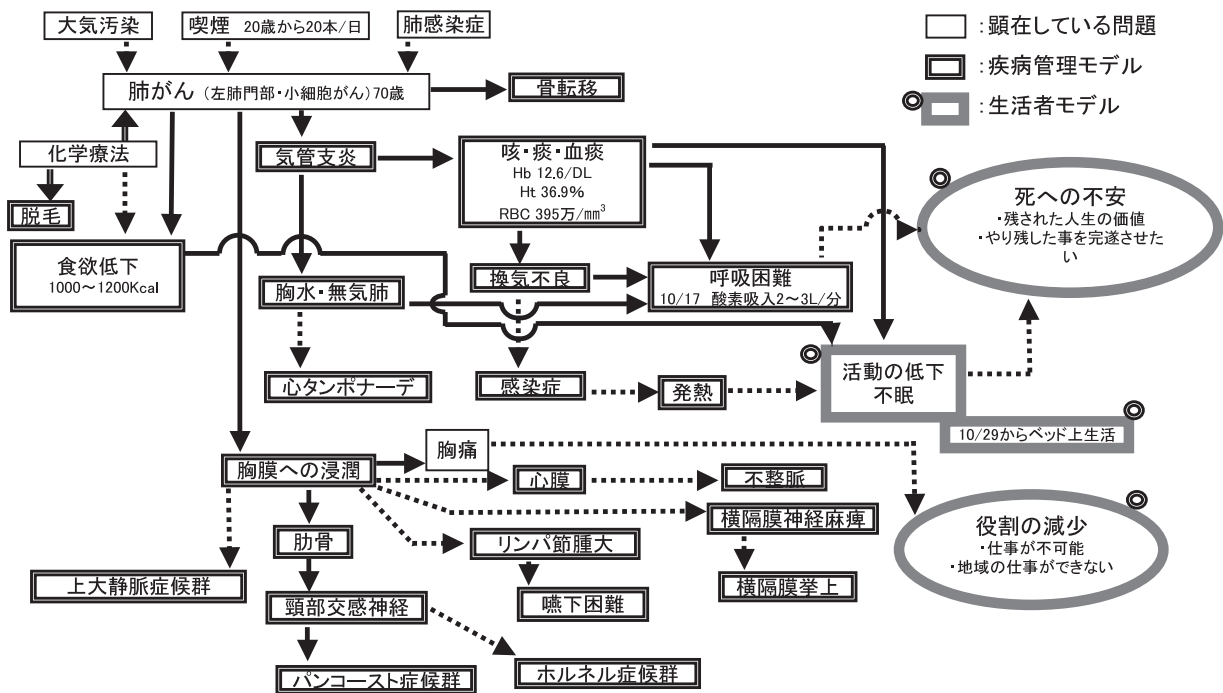 大気汚染
喫煙 20歳から20本/日
肺感染症
:顕在している問題
:疾病管理モデル
:生活者モデル
肺がん (左肺門部・小細胞がん)70歳
骨転移
化学療法
気管支炎
咳・痰・血痰
Hb 12.6/DL
Ht 36.9%
RBC 395万/mm³
脱毛
死への不安
・残された人生の価値
・やり残した事を完遂させた
い
食欲低下
1000～1200Kcal
胸水・無気肺
換気不良
呼吸困難
10/17 酸素吸入2～3L/分
心タンポナーデ
感染症
発熱
活動の低下
不眠
10/29からベッド上生活
胸膜への浸潤
胸痛
心膜
不整脈
横隔膜神経麻痺
役割の減少
・仕事が不可能
・地域の仕事ができない
肋骨
リンパ節腫大
上大静脈症候群
横隔膜挙上
頸部交感神経
嚥下困難
パンコースト症候群
ホルネル症候群